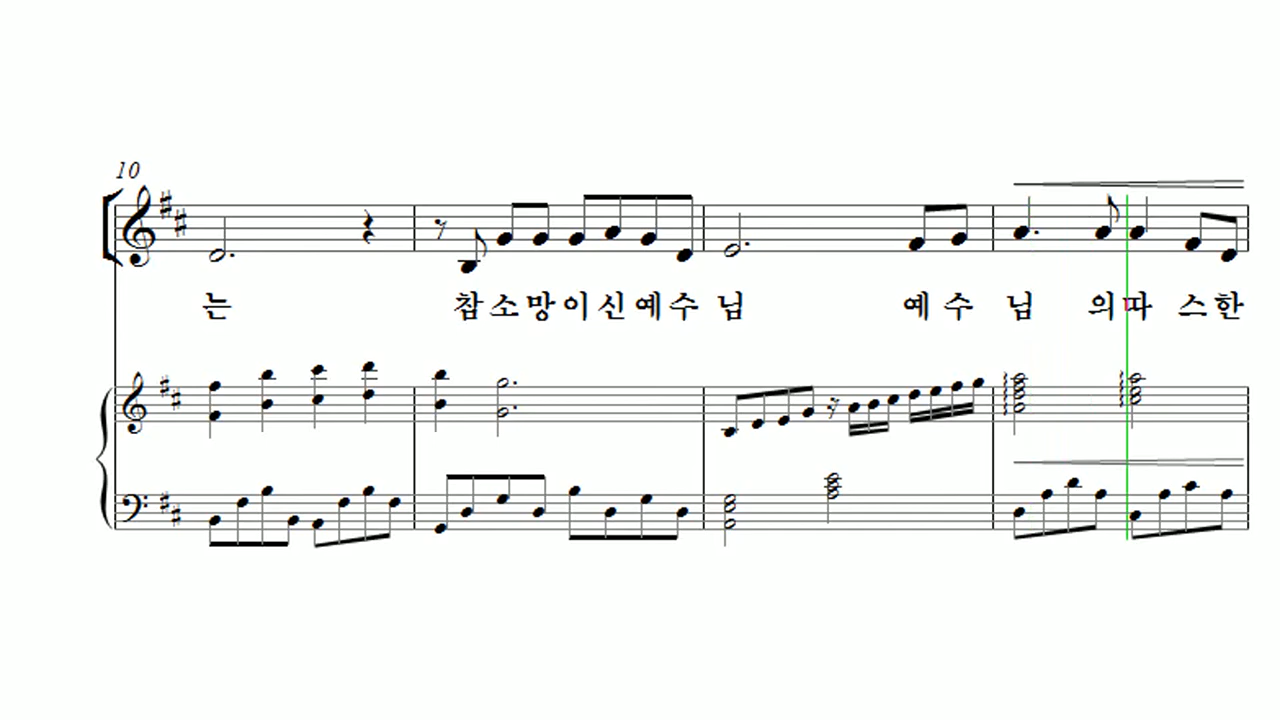 10
는 참 소 망 이 신 예 수 님 예 수 님 의 따 스 한